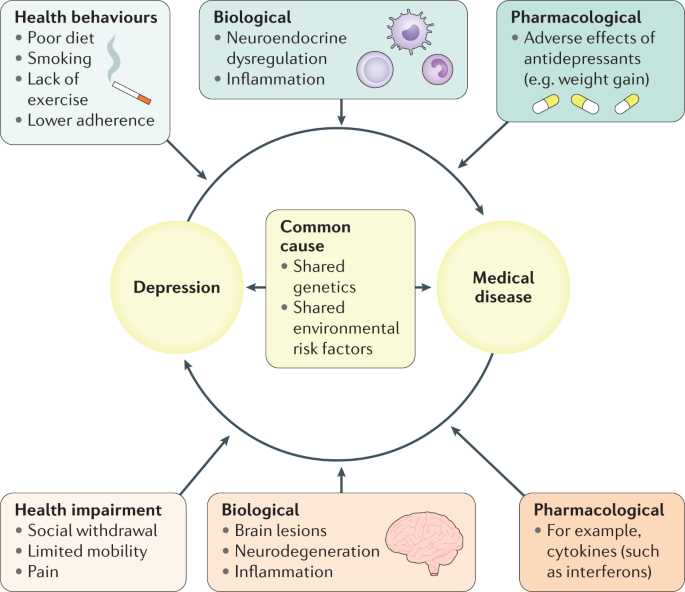 Health behaviours
• Poor diet
• Smoking
• Lack of
exercise
• Lower adherence
Biological
• Neuroendocrine
dysregulation
• Inflammation
Pharmacological
• Adverse effects of
antidepressants
(e.g. weight gain)
Depression
Common
cause
• Shared
genetics
• Shared
environmental
risk factors
Medical
disease
Health impairment
• Social withdrawal
• Limited mobility
• Pain
Biological
• Brain lesions
• Neurodegeneration
• Inflammation
Pharmacological
• For example,
cytokines (such
as interferons)